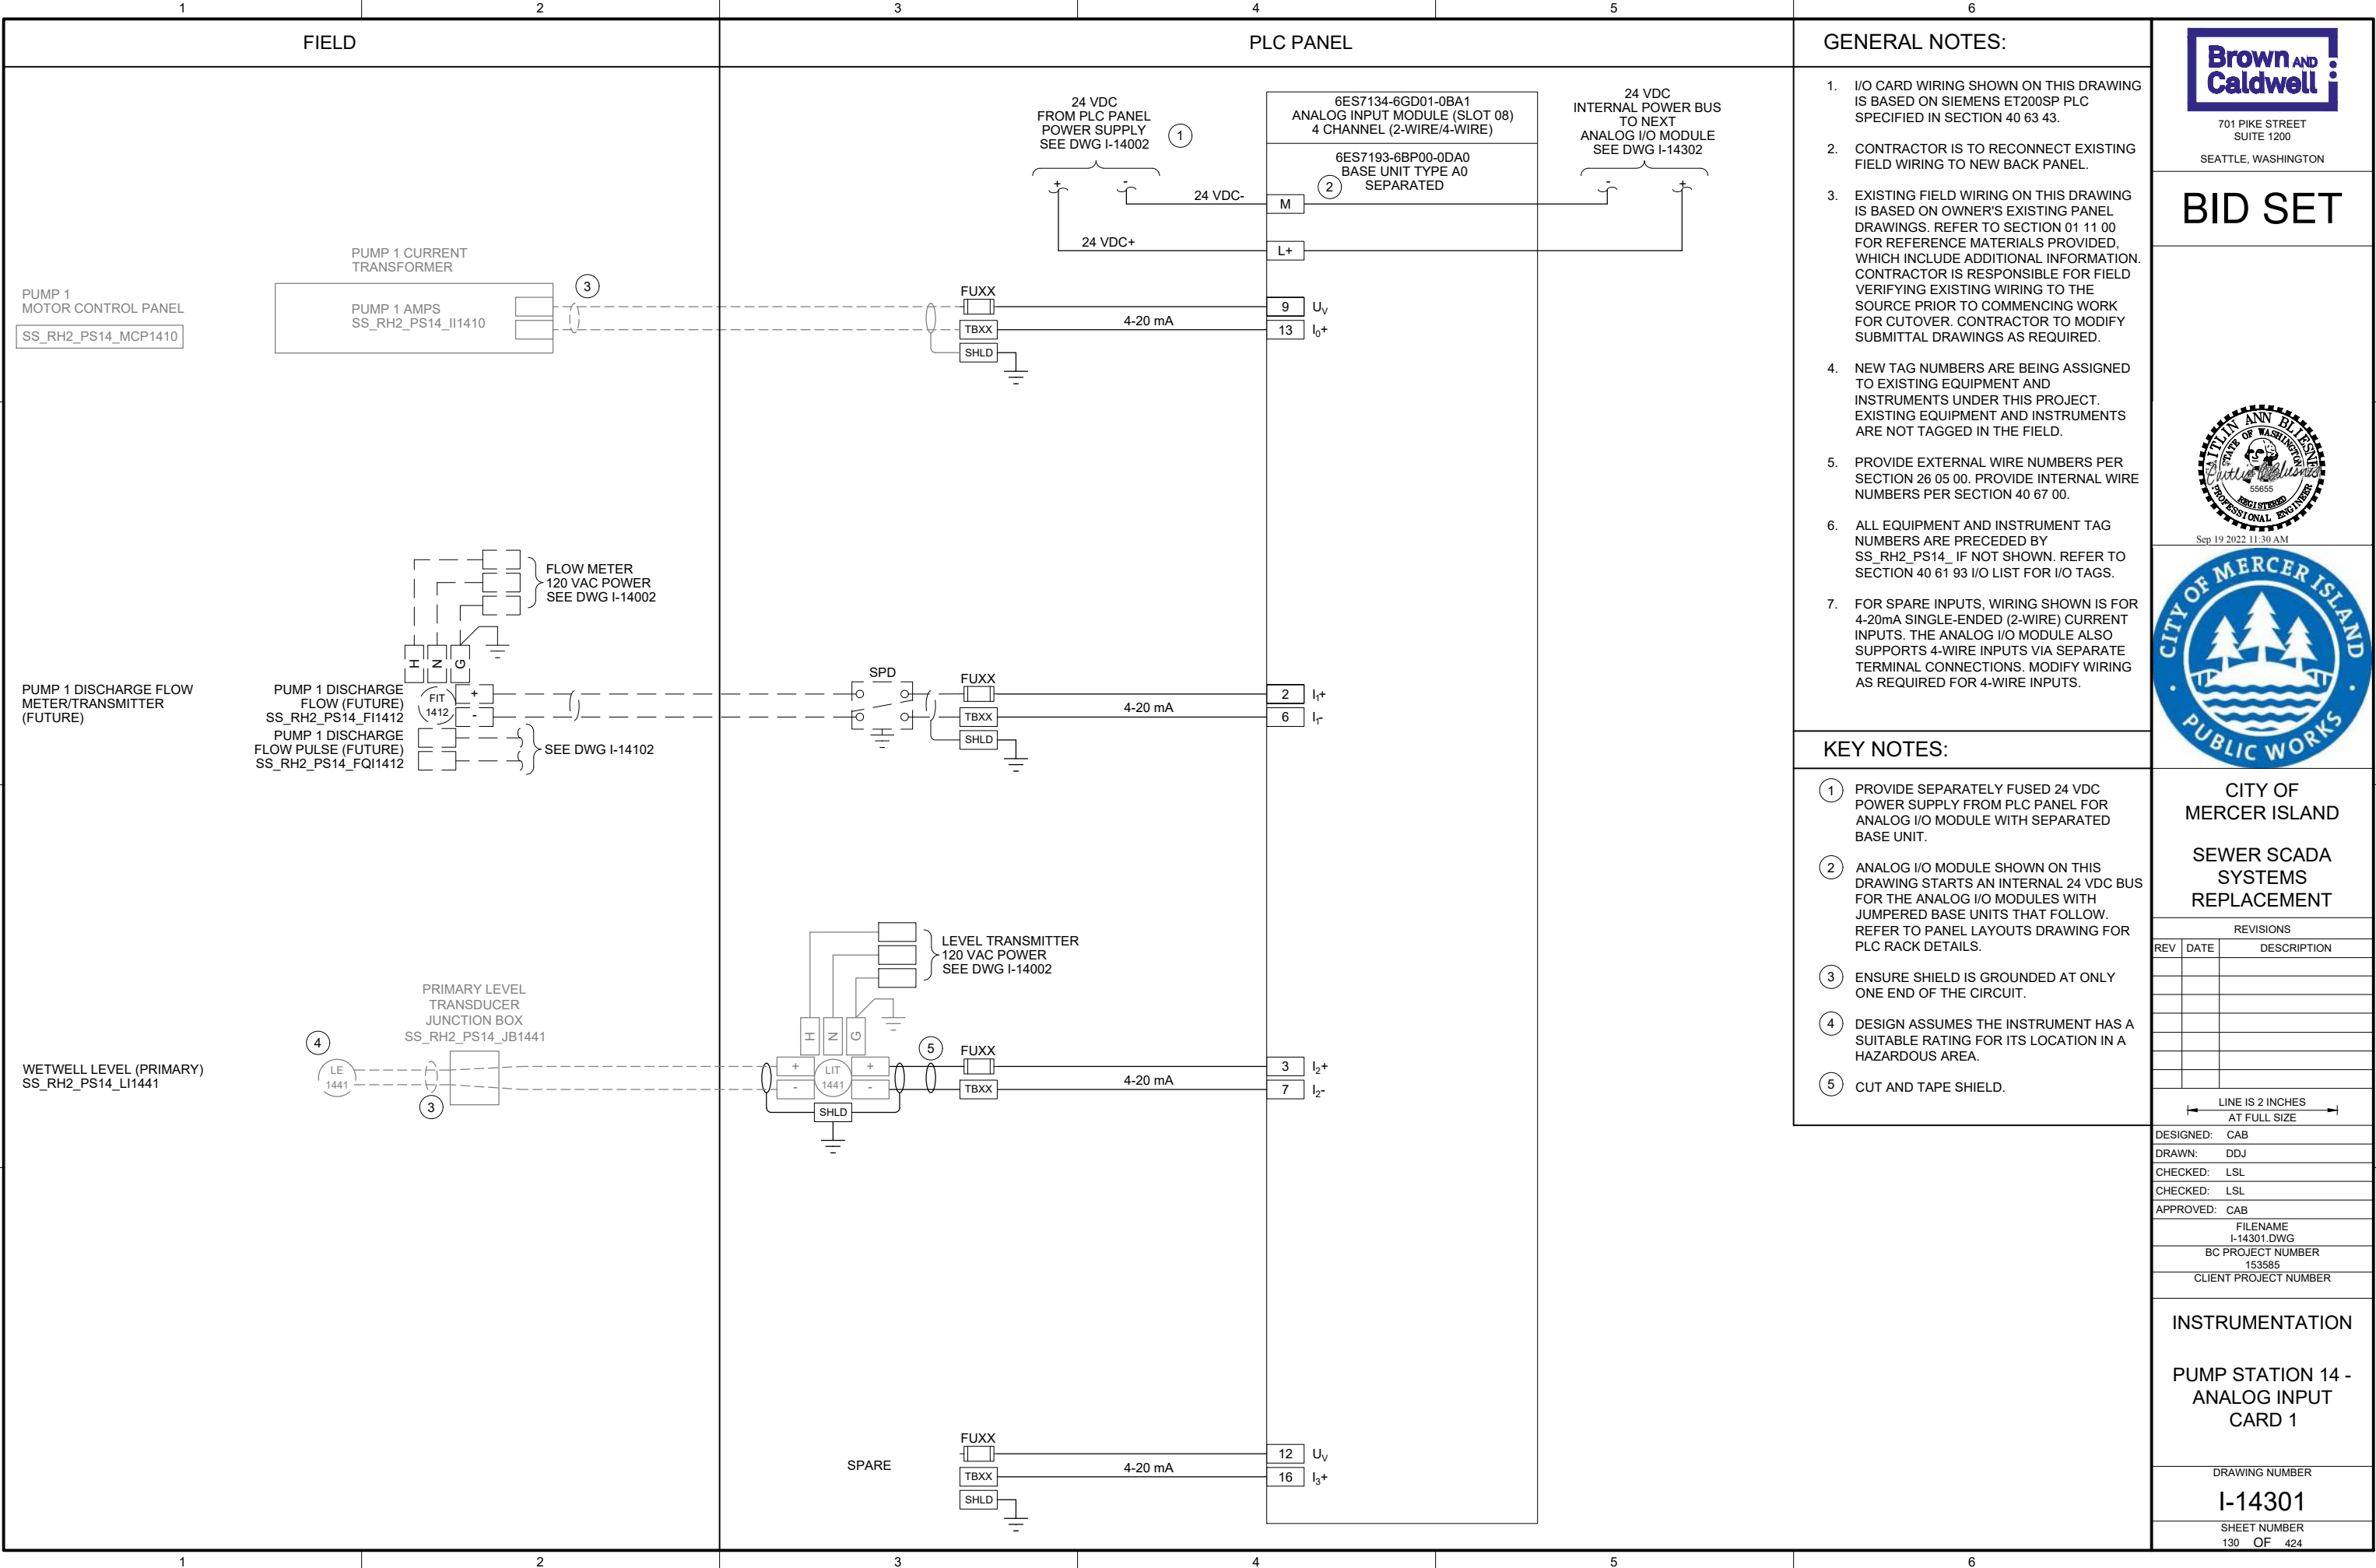 1 2 3 4 5 6
FIELD
PLC PANEL
24 VDC
FROM PLC PANEL
POWER SUPPLY
SEE DWG I-14002
1
+ -
24 VDC-
24 VDC+
6ES7134-6GD01-0BA1
ANALOG INPUT MODULE (SLOT 08)
4 CHANNEL (2-WIRE/4-WIRE)
6ES7193-6BP00-0DA0
BASE UNIT TYPE A0
SEPARATED
2
M
L+
24 VDC
INTERNAL POWER BUS
TO NEXT
ANALOG I/O MODULE
SEE DWG I-14302
- +
PUMP 1
MOTOR CONTROL PANEL
SS_RH2_PS14_MCP1410
PUMP 1 CURRENT
TRANSFORMER
PUMP 1 AMPS
SS_RH2_PS14_II1410
3
FUXX
TBXX
SHLD
4-20 mA
9 UV
13 I0+
FLOW METER
120 VAC POWER
SEE DWG I-14002
H N G
PUMP 1 DISCHARGE FLOW
METER/TRANSMITTER
(FUTURE)
PUMP 1 DISCHARGE
FLOW (FUTURE)
SS_RH2_PS14_FI1412
FIT
1412
+
-
PUMP 1 DISCHARGE
FLOW PULSE (FUTURE)
SS_RH2_PS14_FQI1412
SEE DWG I-14102
SPD
FUXX
TBXX
SHLD
4-20 mA
2 I1+
6 I1-
LEVEL TRANSMITTER
120 VAC POWER
SEE DWG I-14002
H N G
WETWELL LEVEL (PRIMARY)
SS_RH2_PS14_LI1441
4
LE
1441
PRIMARY LEVEL
TRANSDUCER
JUNCTION BOX
SS_RH2_PS14_JB1441
3
+ LIT +
- 1441 -
SHLD
5
FUXX
TBXX
4-20 mA
3 I2+
7 I2-
SPARE
FUXX
TBXX
SHLD
4-20 mA
12 UV
16 I3+
GENERAL NOTES:
1. I/O CARD WIRING SHOWN ON THIS DRAWING
IS BASED ON SIEMENS ET200SP PLC
SPECIFIED IN SECTION 40 63 43.
2. CONTRACTOR IS TO RECONNECT EXISTING
FIELD WIRING TO NEW BACK PANEL.
3. EXISTING FIELD WIRING ON THIS DRAWING
IS BASED ON OWNER'S EXISTING PANEL
DRAWINGS. REFER TO SECTION 01 11 00
FOR REFERENCE MATERIALS PROVIDED,
WHICH INCLUDE ADDITIONAL INFORMATION.
CONTRACTOR IS RESPONSIBLE FOR FIELD
VERIFYING EXISTING WIRING TO THE
SOURCE PRIOR TO COMMENCING WORK
FOR CUTOVER. CONTRACTOR TO MODIFY
SUBMITTAL DRAWINGS AS REQUIRED.
4. NEW TAG NUMBERS ARE BEING ASSIGNED
TO EXISTING EQUIPMENT AND
INSTRUMENTS UNDER THIS PROJECT.
EXISTING EQUIPMENT AND INSTRUMENTS
ARE NOT TAGGED IN THE FIELD.
5. PROVIDE EXTERNAL WIRE NUMBERS PER
SECTION 26 05 00. PROVIDE INTERNAL WIRE
NUMBERS PER SECTION 40 67 00.
6. ALL EQUIPMENT AND INSTRUMENT TAG
NUMBERS ARE PRECEDED BY
SS_RH2_PS14_ IF NOT SHOWN. REFER TO
SECTION 40 61 93 I/O LIST FOR I/O TAGS.
7. FOR SPARE INPUTS, WIRING SHOWN IS FOR
4-20mA SINGLE-ENDED (2-WIRE) CURRENT
INPUTS. THE ANALOG I/O MODULE ALSO
SUPPORTS 4-WIRE INPUTS VIA SEPARATE
TERMINAL CONNECTIONS. MODIFY WIRING
AS REQUIRED FOR 4-WIRE INPUTS.
KEY NOTES:
1 PROVIDE SEPARATELY FUSED 24 VDC
POWER SUPPLY FROM PLC PANEL FOR
ANALOG I/O MODULE WITH SEPARATED
BASE UNIT.
2 ANALOG I/O MODULE SHOWN ON THIS
DRAWING STARTS AN INTERNAL 24 VDC BUS
FOR THE ANALOG I/O MODULES WITH
JUMPERED BASE UNITS THAT FOLLOW.
REFER TO PANEL LAYOUTS DRAWING FOR
PLC RACK DETAILS.
3 ENSURE SHIELD IS GROUNDED AT ONLY
ONE END OF THE CIRCUIT.
4 DESIGN ASSUMES THE INSTRUMENT HAS A
SUITABLE RATING FOR ITS LOCATION IN A
HAZARDOUS AREA.
5 CUT AND TAPE SHIELD.
Brown AND
Caldwell
701 PIKE STREET
SUITE 1200
SEATTLE, WASHINGTON
BID SET
STATE OF WASHINGTON
55655
REGISTERED
PROFESSIONAL ENGINEER
Sep 19 2022 11:30 AM
CITY OF MERCER ISLAND
PUBLIC WORKS
CITY OF
MERCER ISLAND
SEWER SCADA
SYSTEMS
REPLACEMENT
REVISIONS
REV DATE DESCRIPTION
LINE IS 2 INCHES
AT FULL SIZE
DESIGNED: CAB
DRAWN: DDJ
CHECKED: LSL
CHECKED: LSL
APPROVED: CAB
FILENAME
I-14301.DWG
BC PROJECT NUMBER
153585
CLIENT PROJECT NUMBER
INSTRUMENTATION
PUMP STATION 14 -
ANALOG INPUT
CARD 1
DRAWING NUMBER
I-14301
SHEET NUMBER
130 OF 424
1 2 3 4 5 6